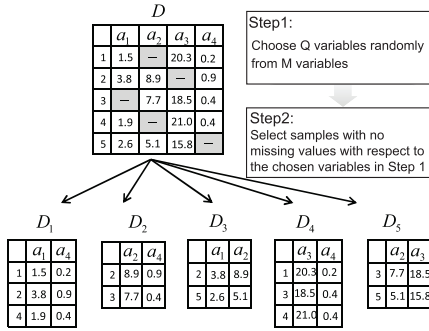 D
a1 a2 a3 a4
1 1.5 — 20.3 0.2
2 3.8 8.9 — 0.9
3 — 7.7 18.5 0.4
4 1.9 — 21.0 0.4
5 2.6 5.1 15.8 —
Step1:
Choose Q variables randomly
from M variables
Step2:
Select samples with no
missing values with respect to
the chosen variables in Step 1
D1
a1 a4
1 1.5 0.2
2 3.8 0.9
4 1.9 0.4
D2
a2 a4
2 8.9 0.9
3 7.7 0.4
D3
a1 a2
2 3.8 8.9
5 2.6 5.1
D4
a3 a4
1 20.3 0.2
3 18.5 0.4
4 21.0 0.4
D5
a2 a3
3 7.7 18.5
5 5.1 15.8